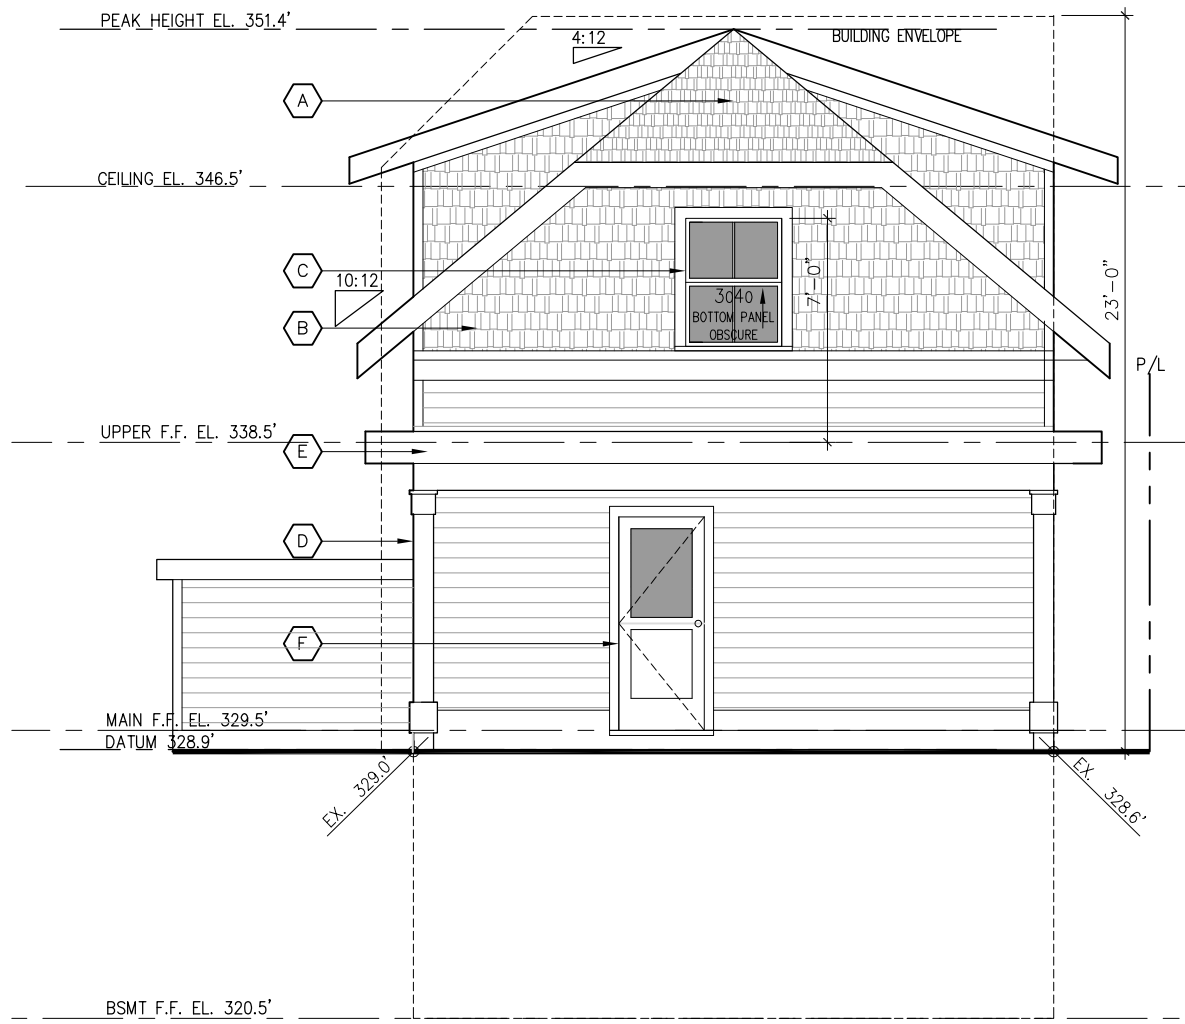 PEAK HEIGHT EL. 351.4'
4:12
BUILDING ENVELOPE
A
CEILING EL. 346.5'
C
10:12
3040
BOTTOM PANEL
OBSCURE
7'-0"
23'-0"
B
P/L
UPPER F.F. EL. 338.5'
E
D
F
MAIN F.F. EL. 329.5'
DATUM 328.9'
EX. 329.0'
EX. 328.6'
BSMT F.F. EL. 320.5'